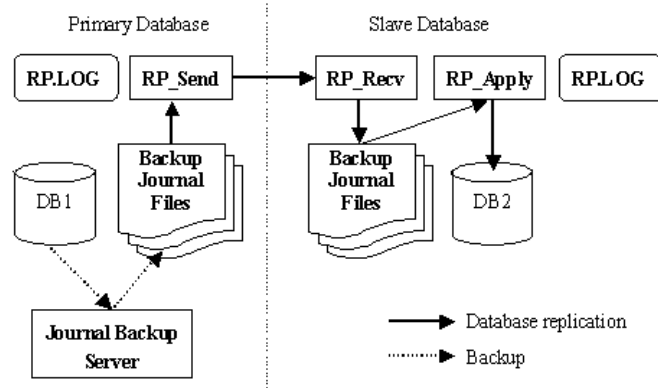 Primary Database
Slave Database
RP.LOG
RP_Send
RP_Recv
RP_Apply
RP.LOG
DB1
Backup
Journal
Files
Backup
Journal
Files
DB2
Journal Backup
Server
Database replication
Backup